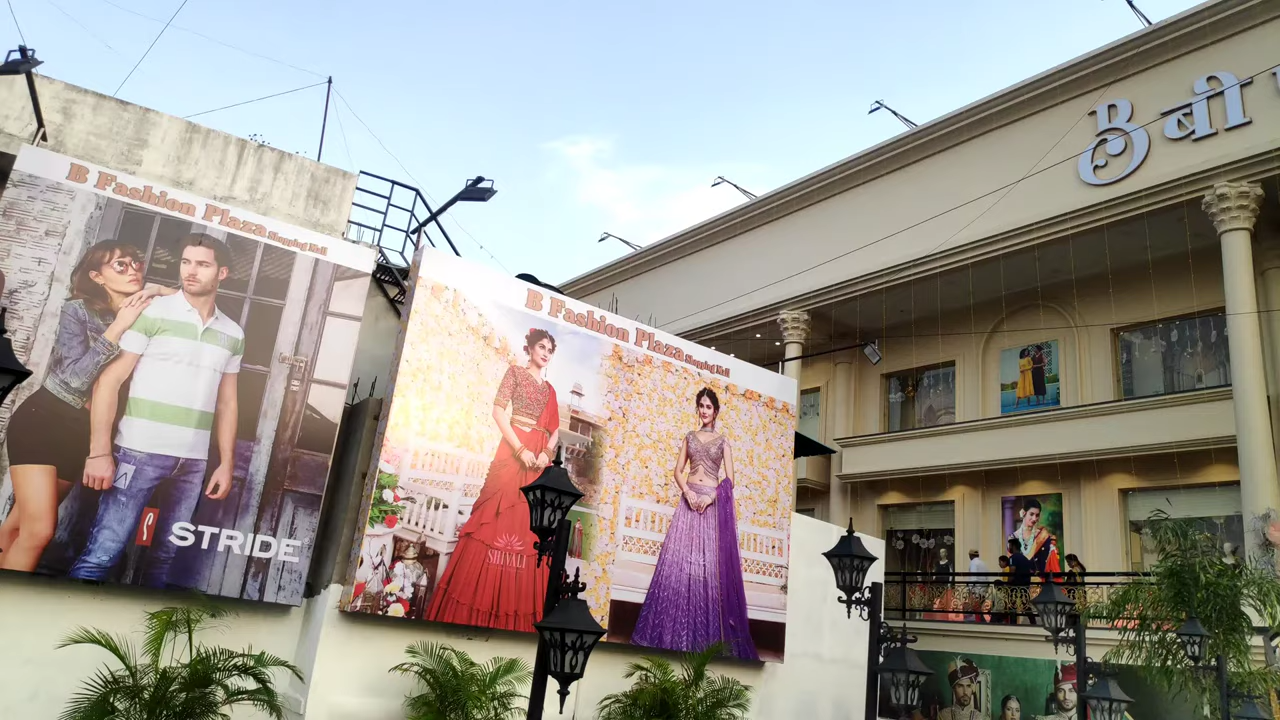 B Fashion Plaza Shopping Mall
STRIDE
B Fashion Plaza Shopping Mall
SHIVALI
B बी